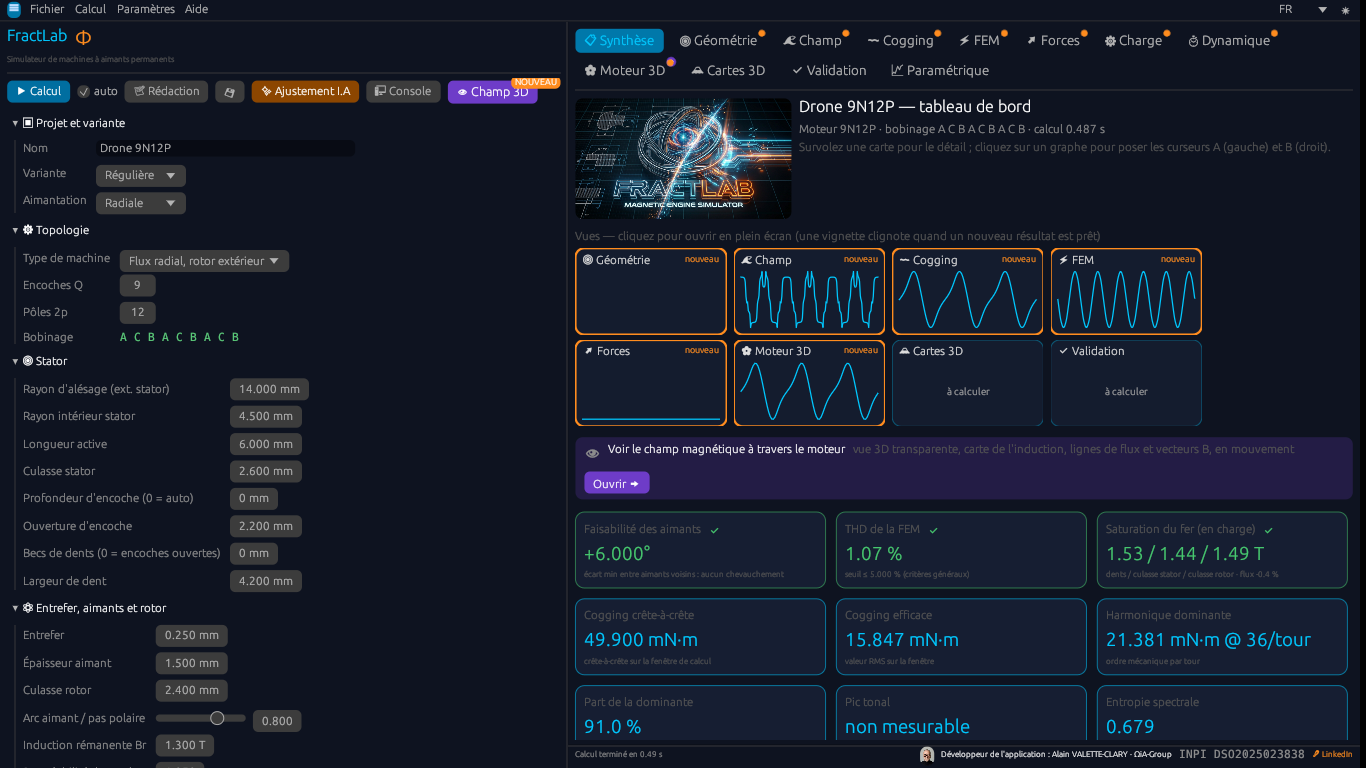 Fichier Calcul Paramètres Aide FR
FractLab
Simulateur de machines à aimants permanents
Calcul auto Rédaction Ajustement I.A Console Champ 3D NOUVEAU
Projet et variante
Nom Drone 9N12P
Variante Régulière
Aimantation Radiale
Topologie
Type de machine Flux radial, rotor extérieur
Encoches Q 9
Pôles 2p 12
Bobinage A C B A C B A C B
Stator
Rayon d'alésage (ext. stator) 14.000 mm
Rayon intérieur stator 4.500 mm
Longueur active 6.000 mm
Culasse stator 2.600 mm
Profondeur d'encoche (0 = auto) 0 mm
Ouverture d'encoche 2.200 mm
Becs de dents (0 = encoches ouvertes) 0 mm
Largeur de dent 4.200 mm
Entrefer, aimants et rotor
Entrefer 0.250 mm
Épaisseur aimant 1.500 mm
Culasse rotor 2.400 mm
Arc aimant / pas polaire 0.800
Induction rémanente Br 1.300 T
Synthèse Géométrie Champ Cogging FEM Forces Charge Dynamique
Moteur 3D Cartes 3D Validation Paramétrique
FRACTLAB
MAGNETIC ENGINE SIMULATOR
Drone 9N12P — tableau de bord
Moteur 9N12P · bobinage A C B A C B A C B · calcul 0.487 s
Survolez une carte pour le détail ; cliquez sur un graphe pour poser les curseurs A (gauche) et B (droit).
Vues — cliquez pour ouvrir en plein écran (une vignette clignote quand un nouveau résultat est prêt)
Géométrie nouveau Champ nouveau Cogging nouveau FEM nouveau
Forces nouveau Moteur 3D nouveau Cartes 3D Validation
à calculer à calculer
Voir le champ magnétique à travers le moteur vue 3D transparente, carte de l'induction, lignes de flux et vecteurs B, en mouvement
Ouvrir
Faisabilité des aimants THD de la FEM Saturation du fer (en charge)
+6.000° 1.07 % 1.53 / 1.44 / 1.49 T
écart min entre aimants voisins : aucun chevauchement seuil ≤ 5.000 % (critères généraux) dents / culasse stator / culasse rotor · flux -0.4 %
Cogging crête-à-crête Cogging efficace Harmonique dominante
49.900 mN·m 15.847 mN·m 21.381 mN·m @ 36/tour
crête-à-crête sur la fenêtre de calcul valeur RMS sur la fenêtre ordre mécanique par tour
Part de la dominante Pic tonal Entropie spectrale
91.0 % non mesurable 0.679
Calcul terminé en 0.49 s Développeur de l'application : Alain VALETTE-CLARY - ΩiA-Group INPI DSO2025023838 LinkedIn